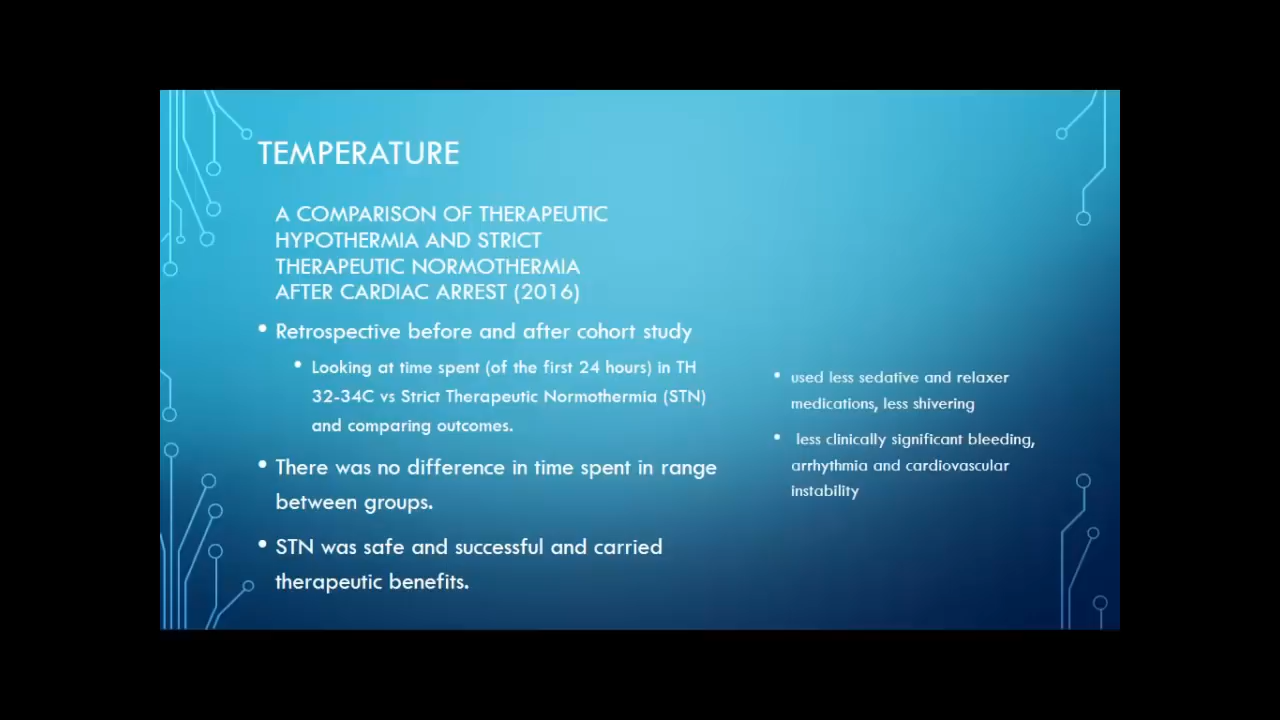 TEMPERATURE
A COMPARISON OF THERAPEUTIC
HYPOTHERMIA AND STRICT
THERAPEUTIC NORMOTHERMIA
AFTER CARDIAC ARREST (2016)
• Retrospective before and after cohort study
• Looking at time spent (of the first 24 hours) in TH
32-34C vs Strict Therapeutic Normothermia (STN)
and comparing outcomes.
• There was no difference in time spent in range
between groups.
• STN was safe and successful and carried
therapeutic benefits.
• used less sedative and relaxer
medications, less shivering
• less clinically significant bleeding,
arrhythmia and cardiovascular
instability